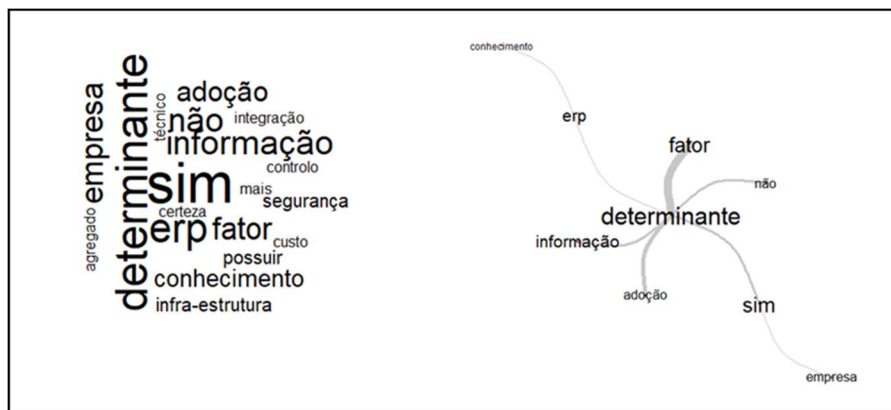 empresa
agregado
determinante
técnico
adoção
não
integração
informação
controlo
sim
mais
segurança
certeza
erp
fator
custo
possuir
conhecimento
infra-estrutura
conhecimento
erp
fator
não
determinante
informação
adoção
sim
empresa